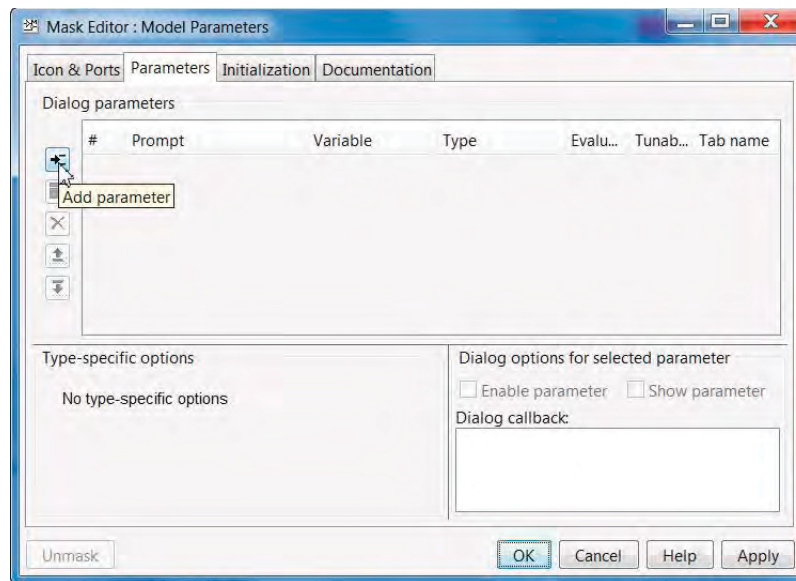 Mask Editor : Model Parameters
Icon & Ports Parameters Initialization Documentation
Dialog parameters
# Prompt Variable Type Evalu... Tunab... Tab name
Add parameter
Type-specific options
No type-specific options
Dialog options for selected parameter
Enable parameter Show parameter
Dialog callback:
Unmask OK Cancel Help Apply